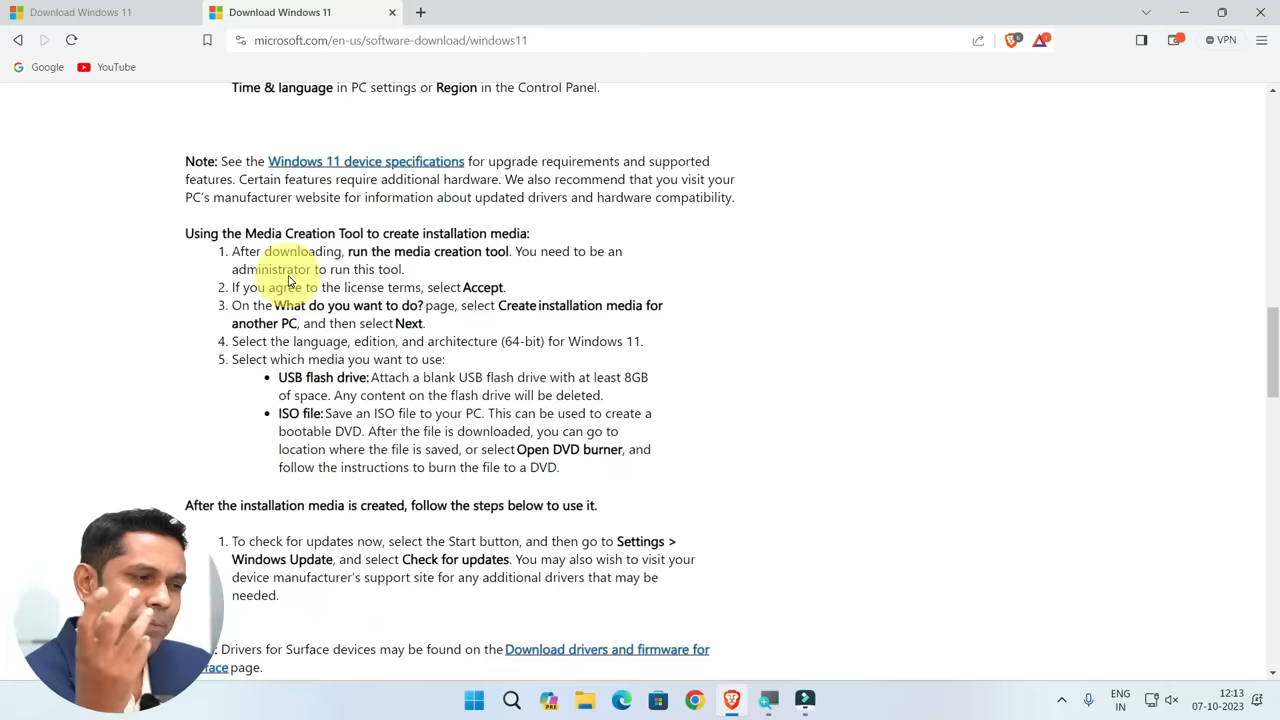 Download Windows 11
Download Windows 11
microsoft.com/en-us/software-download/windows11
6
1
VPN
Google
YouTube
Time & language in PC settings or Region in the Control Panel.
Note: See the Windows 11 device specifications for upgrade requirements and supported
features. Certain features require additional hardware. We also recommend that you visit your
PC's manufacturer website for information about updated drivers and hardware compatibility.
Using the Media Creation Tool to create installation media:
1. After downloading, run the media creation tool. You need to be an
administrator to run this tool.
2. If you agree to the license terms, select Accept.
3. On the What do you want to do? page, select Create installation media for
another PC, and then select Next.
4. Select the language, edition, and architecture (64-bit) for Windows 11.
5. Select which media you want to use:
• USB flash drive: Attach a blank USB flash drive with at least 8GB
of space. Any content on the flash drive will be deleted.
• ISO file: Save an ISO file to your PC. This can be used to create a
bootable DVD. After the file is downloaded, you can go to
location where the file is saved, or select Open DVD burner, and
follow the instructions to burn the file to a DVD.
After the installation media is created, follow the steps below to use it.
1. To check for updates now, select the Start button, and then go to Settings >
Windows Update, and select Check for updates. You may also wish to visit your
device manufacturer's support site for any additional drivers that may be
needed.
Drivers for Surface devices may be found on the Download drivers and firmware for
page.
PRE
ENG
IN
12:13
07-10-2023